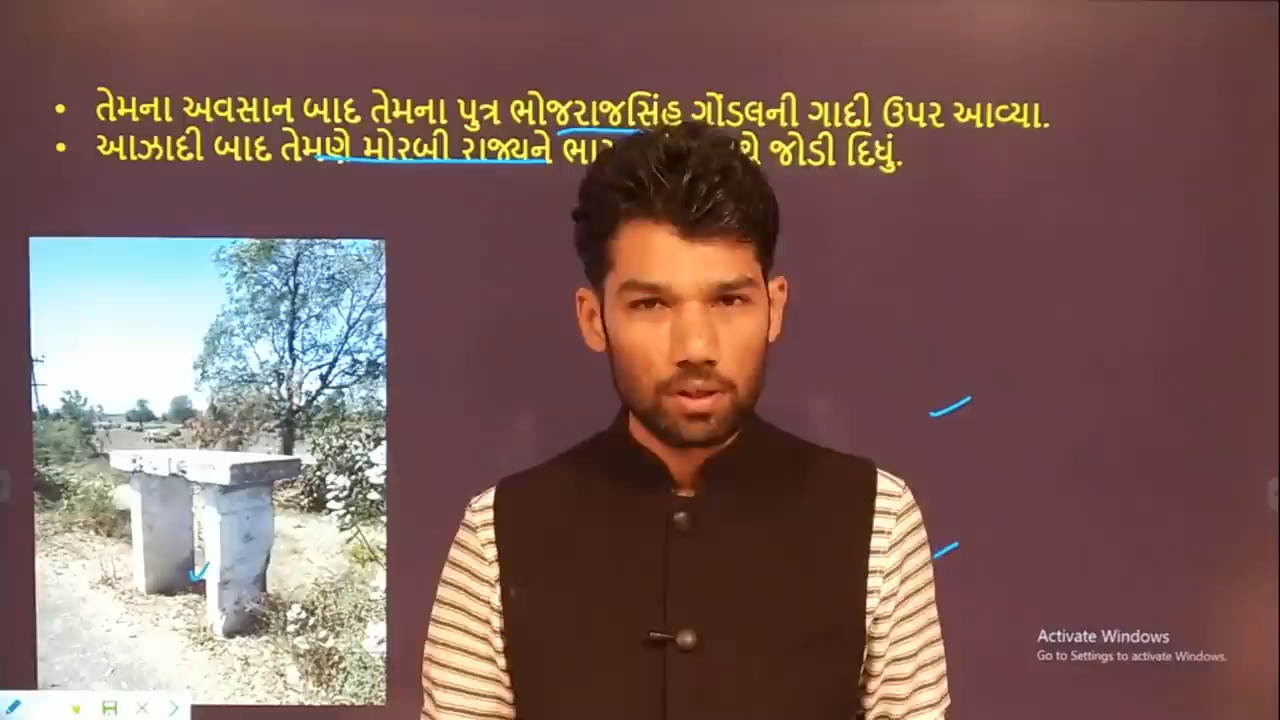 તેમના અવસાન બાદ તેમના પુત્ર ભોજરાજસિંહ ગોંડલની ગાદી ઉપર આવ્યા.
આઝાદી બાદ તેમણે મોરબી રાજ્યને જોડી દિધું.
Activate Windows
Go to Settings to activate Windows.